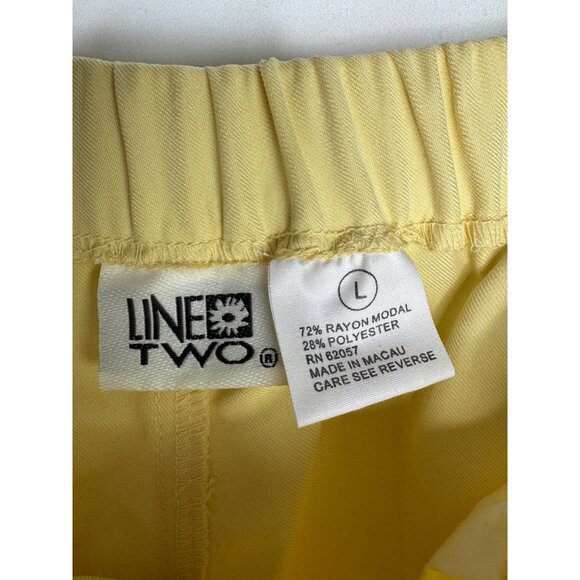 LINE
TWO ®
L
72% RAYON MODAL
28% POLYESTER
RN 62057
MADE IN MACAU
CARE SEE REVERSE